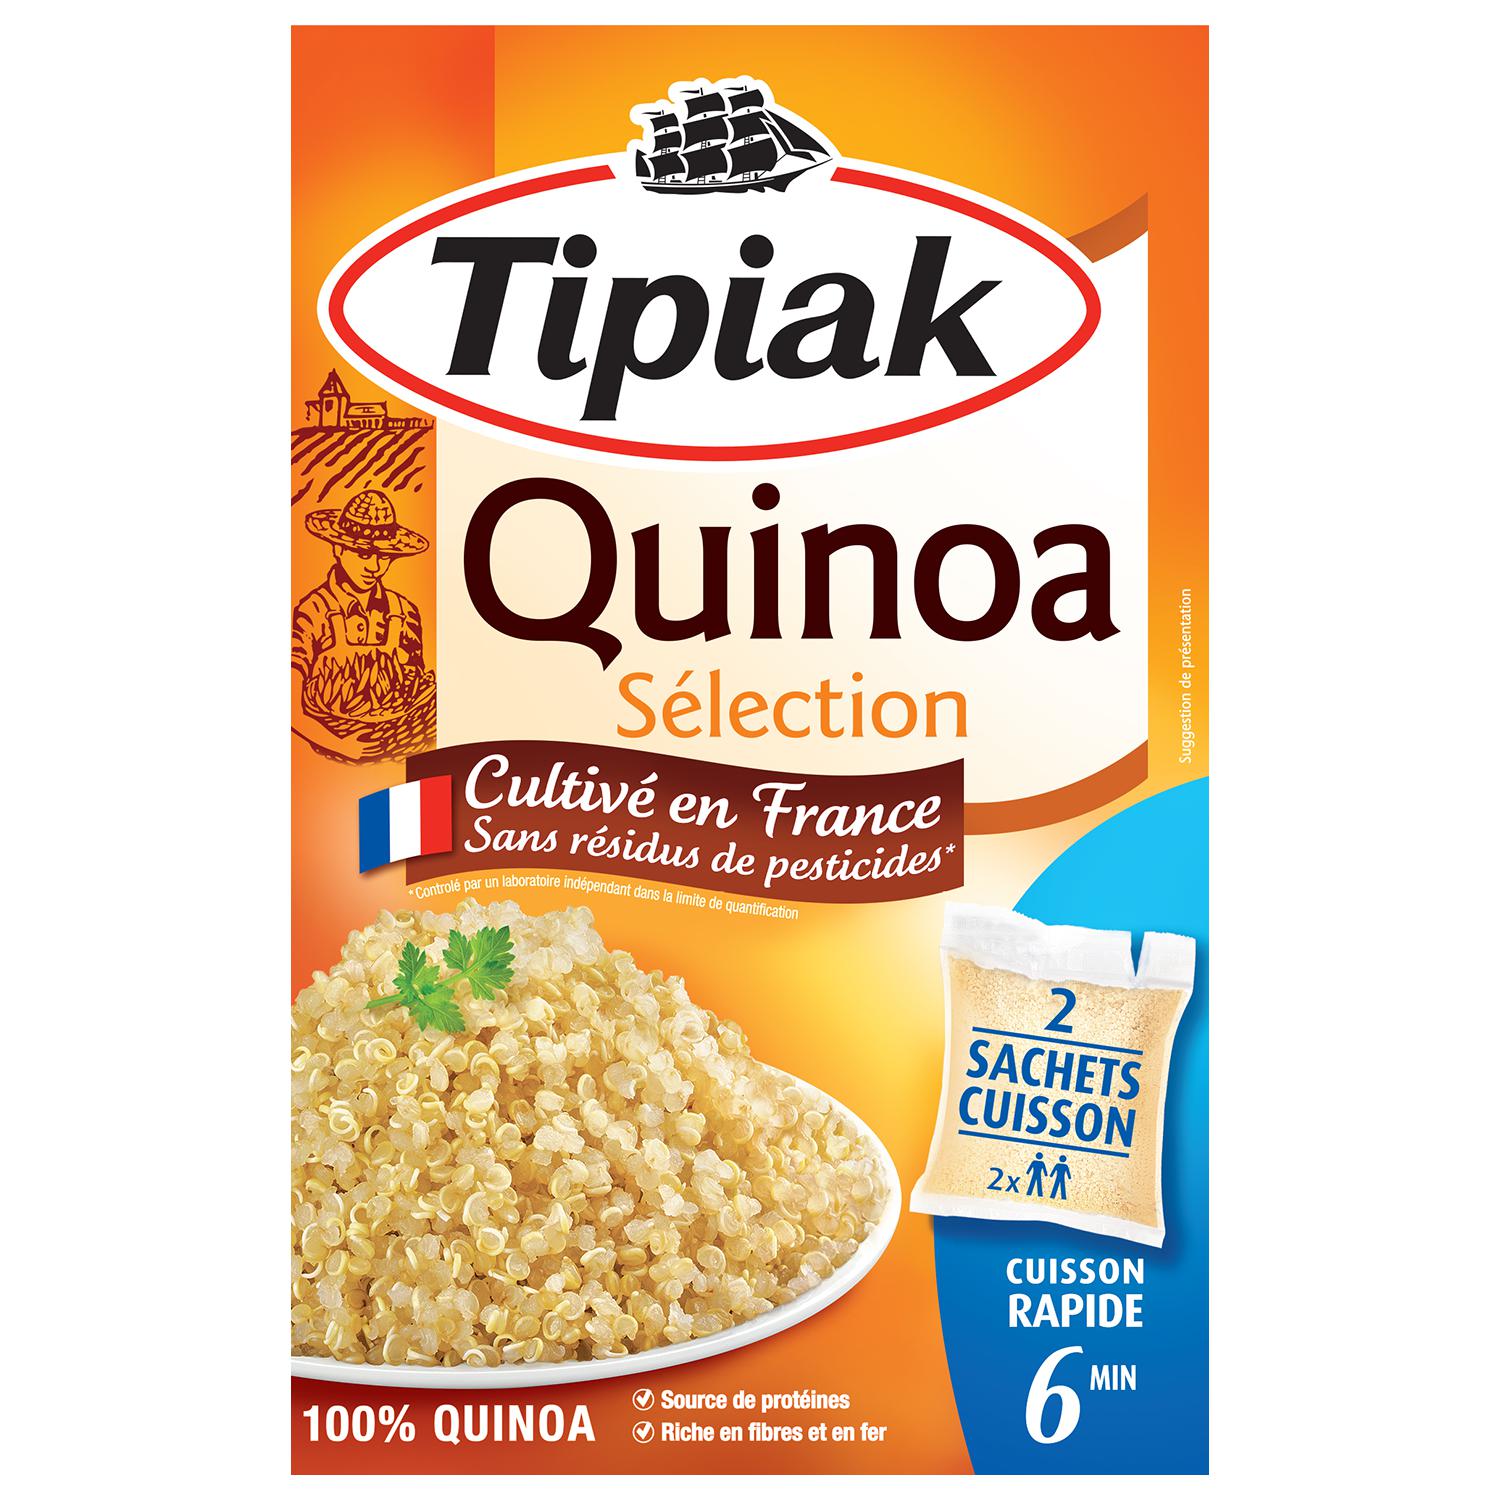 Tipiak
Quinoa
Sélection
Cultivé en France
Sans résidus de pesticides*
*Contrôlé par un laboratoire indépendant dans la limite de quantification
Suggestion de présentation
2
SACHETS
CUISSON
2x
CUISSON
RAPIDE
6 MIN
100% QUINOA
Source de protéines
Riche en fibres et en fer